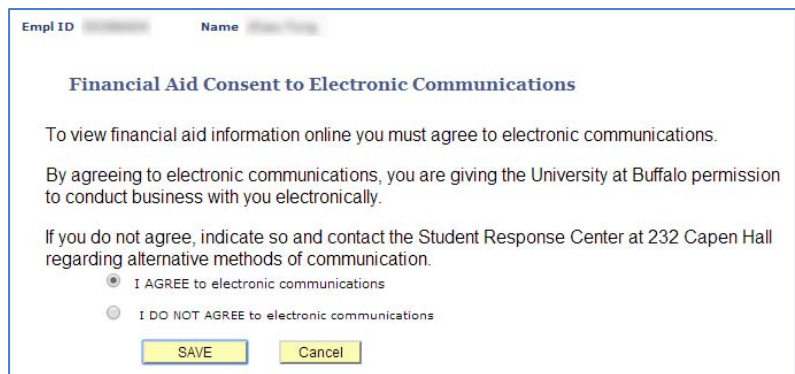 Empl ID Name
Financial Aid Consent to Electronic Communications
To view financial aid information online you must agree to electronic communications.
By agreeing to electronic communications, you are giving the University at Buffalo permission
to conduct business with you electronically.
If you do not agree, indicate so and contact the Student Response Center at 232 Capen Hall
regarding alternative methods of communication.
I AGREE to electronic communications
I DO NOT AGREE to electronic communications
SAVE Cancel